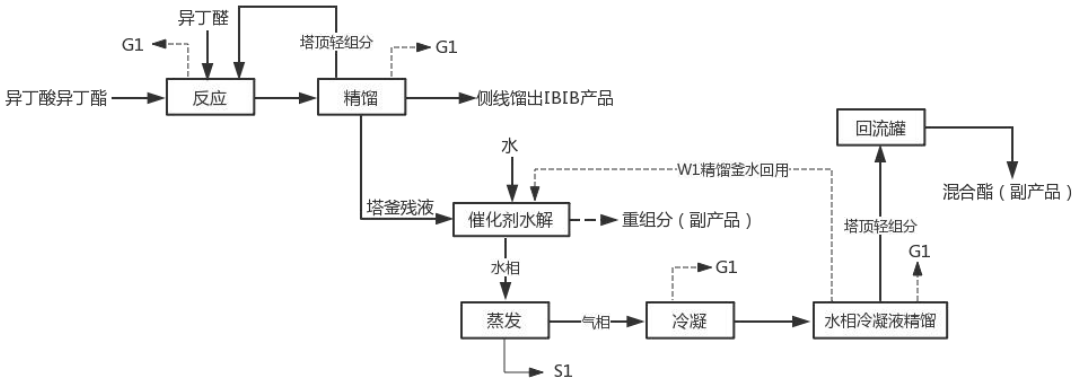 异丁醛
G1
塔顶轻组分
G1
异丁酸异丁酯
反应
精馏
侧线馏出IBIB产品
回流罐
水
W1精馏釜水回用
混合酯（副产品）
塔釜残液
催化剂水解
重组分（副产品）
塔顶轻组分
G1
水相
G1
蒸发
气相
冷凝
水相冷凝液精馏
S1